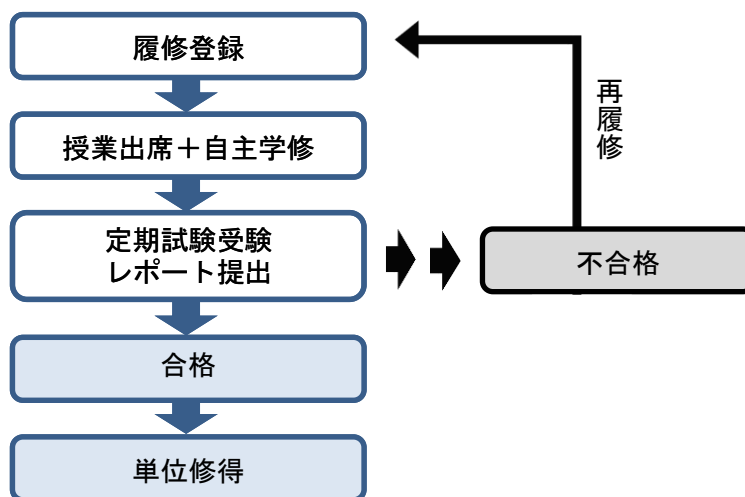 履修登録
授業出席＋自主学修
定期試験受験
レポート提出
合格
単位修得
不合格
再履修